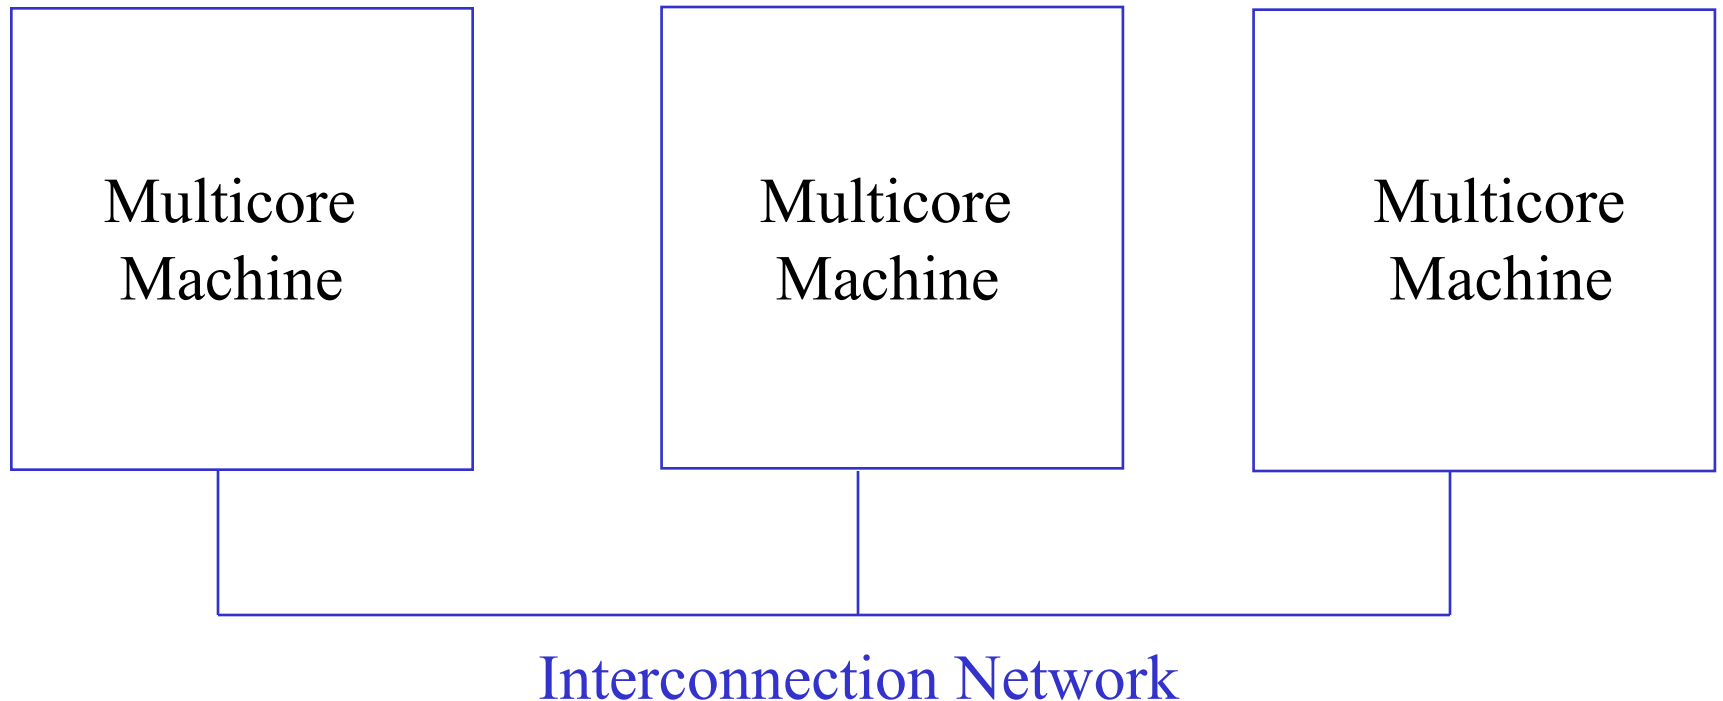 Multicore
Machine
Multicore
Machine
Multicore
Machine
Interconnection Network